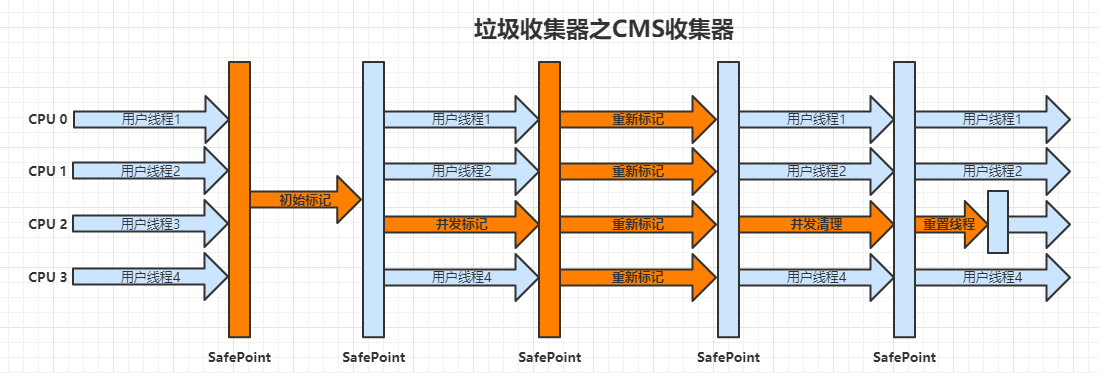 垃圾收集器之CMS收集器
CPU 0 用户线程1 用户线程1 重新标记 用户线程1 用户线程1
CPU 1 用户线程2 用户线程2 重新标记 用户线程2 用户线程2
初始标记
CPU 2 用户线程3 并发标记 重新标记 并发清理 重置线程
CPU 3 用户线程4 用户线程4 重新标记 用户线程4 用户线程4
SafePoint SafePoint SafePoint SafePoint SafePoint